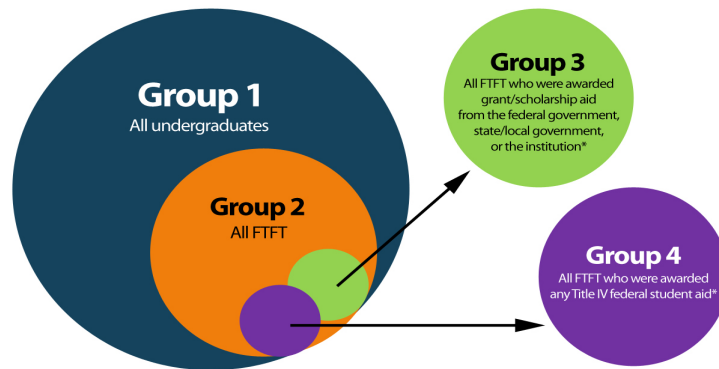 Group 1
All undergraduates
Group 2
All FTFT
Group 3
All FTFT who were awarded
grant/scholarship aid
from the federal government,
state/local government,
or the institution*
Group 4
All FTFT who were awarded
any Title IV federal student aid*